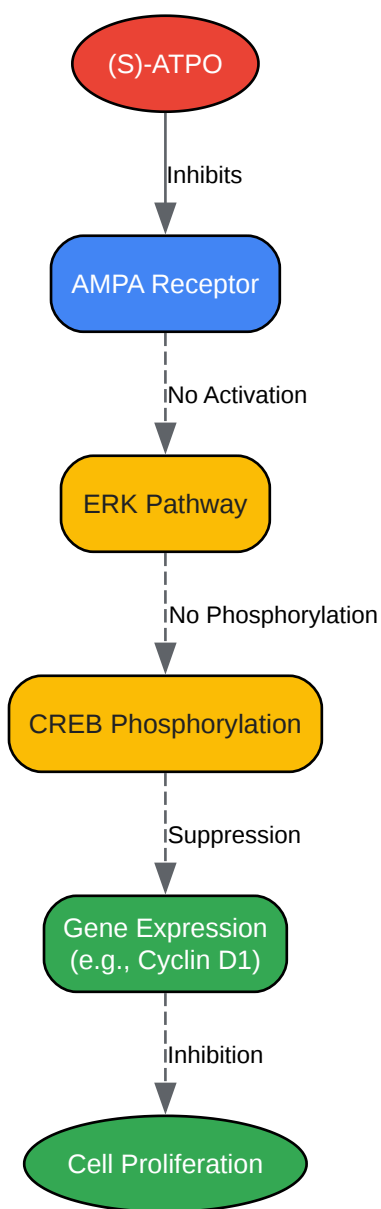 (S)-ATPO
Inhibits
AMPA Receptor
No Activation
ERK Pathway
No Phosphorylation
CREB Phosphorylation
Suppression
Gene Expression
(e.g., Cyclin D1)
Inhibition
Cell Proliferation